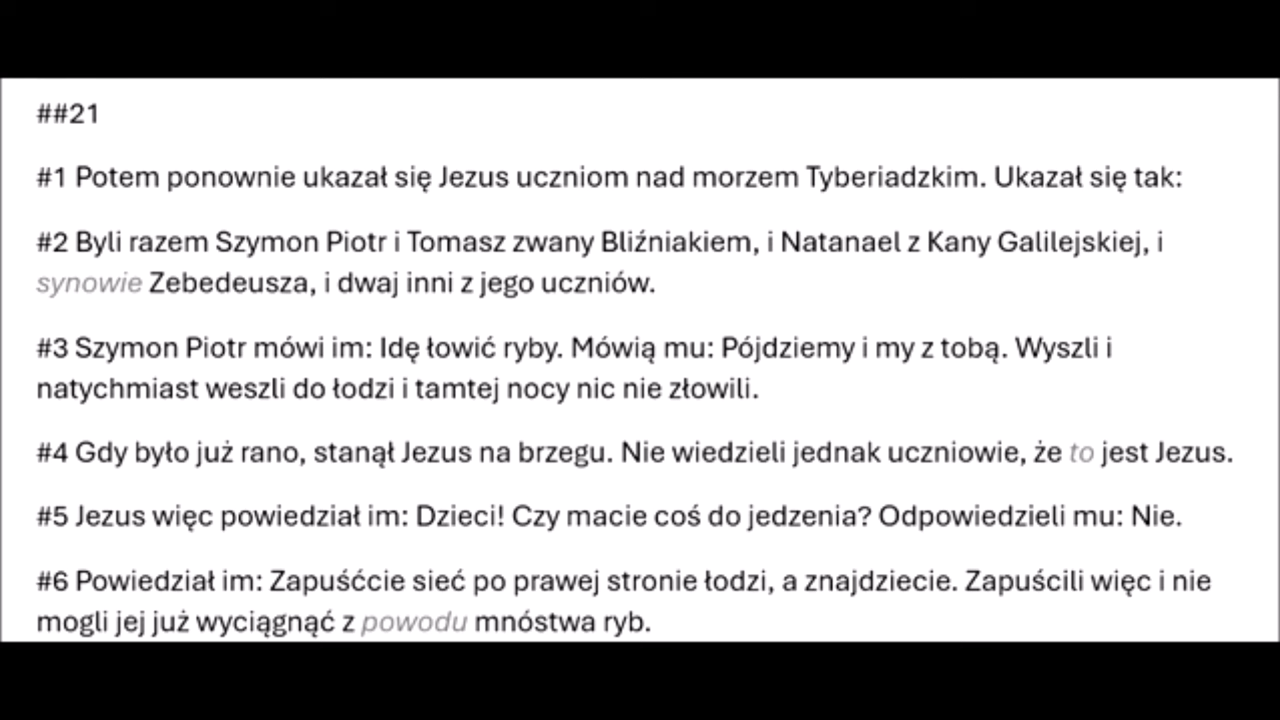 ##21
#1 Potem ponownie ukazał się Jezus uczniom nad morzem Tyberiadzkim. Ukazał się tak:
#2 Byli razem Szymon Piotr i Tomasz zwany Bliźniakiem, i Natanael z Kany Galilejskiej, i
synowie Zebedeusza, i dwaj inni z jego uczniów.
#3 Szymon Piotr mówi im: Idę łowić ryby. Mówią mu: Pójdziemy i my z tobą. Wyszli i
natychmiast weszli do łodzi i tamtej nocy nic nie złowili.
#4 Gdy było już rano, stanął Jezus na brzegu. Nie wiedzieli jednak uczniowie, że to jest Jezus.
#5 Jezus więc powiedział im: Dzieci! Czy macie coś do jedzenia? Odpowiedzieli mu: Nie.
#6 Powiedział im: Zapuśćcie sieć po prawej stronie łodzi, a znajdziecie. Zapuścili więc i nie
mogli jej już wyciągnąć z powodu mnóstwa ryb.